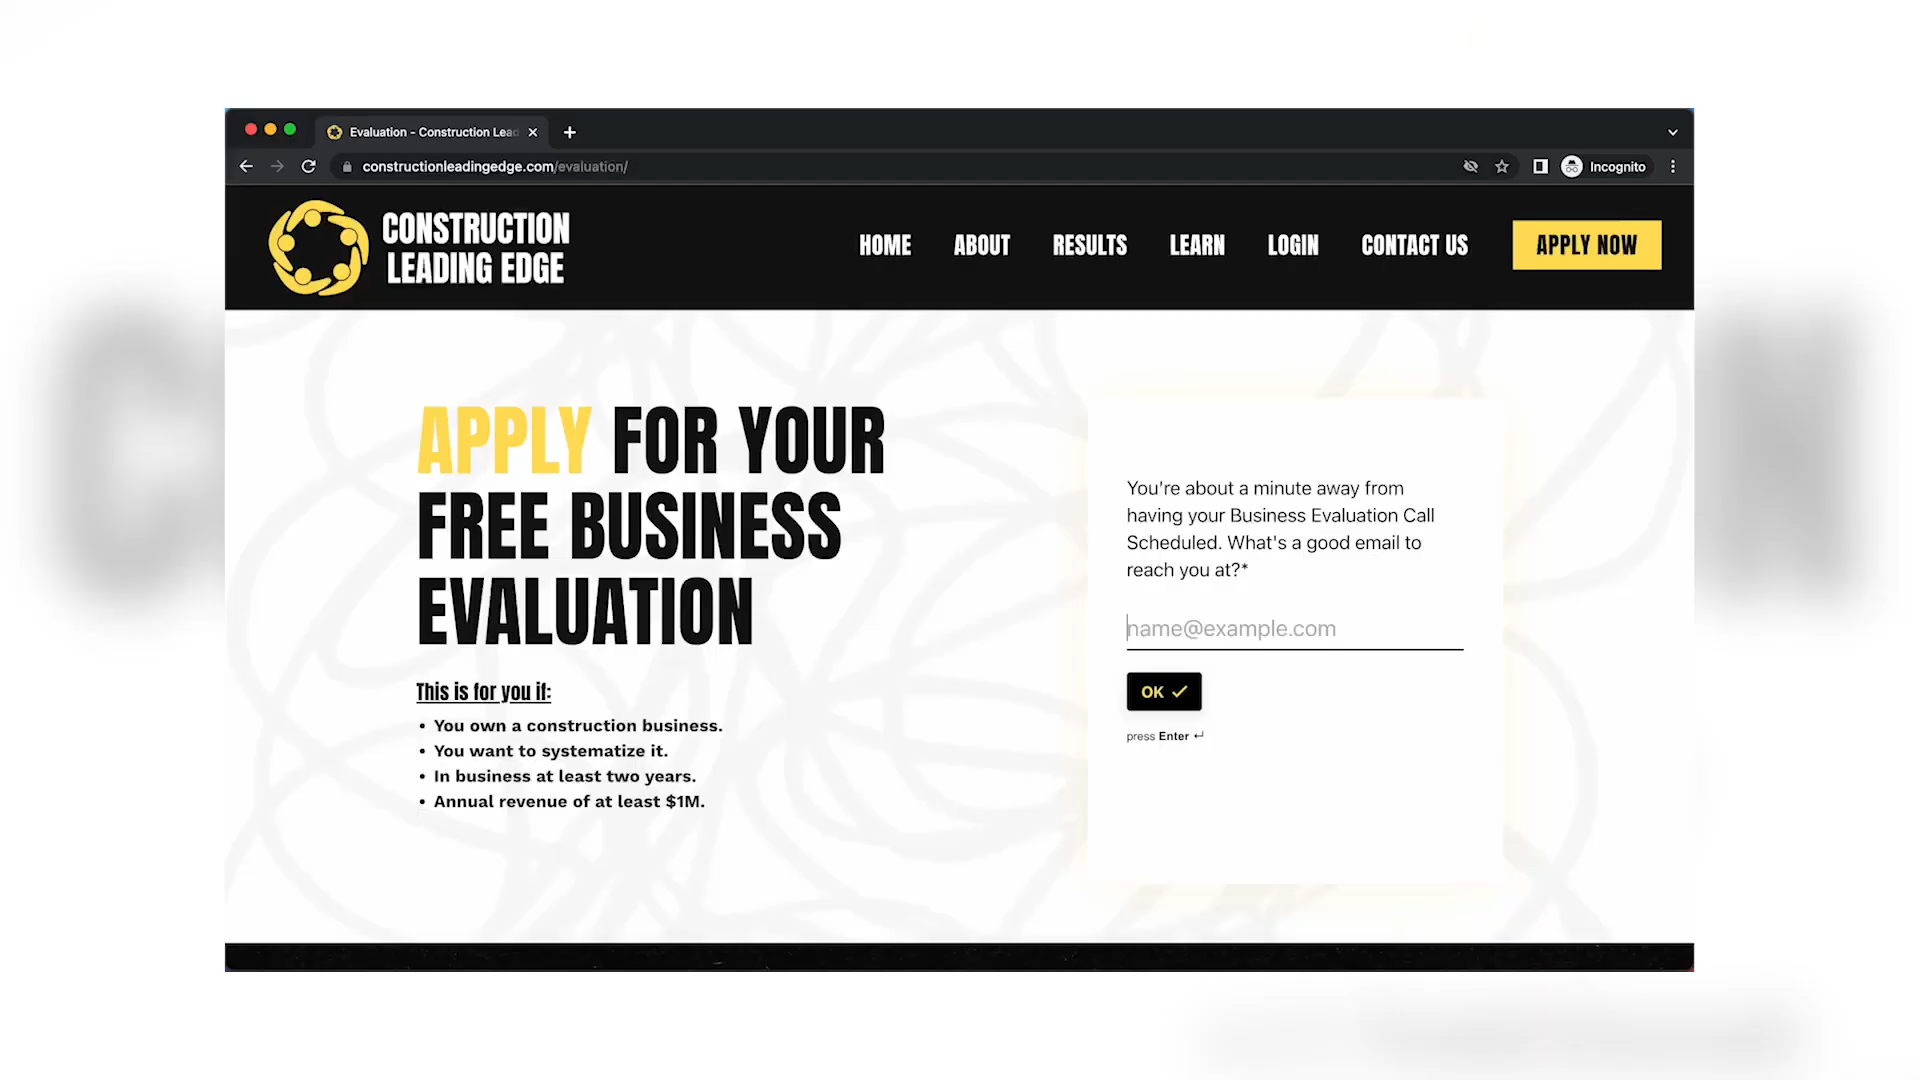 Evaluation - Construction Lead
constructionleadingedge.com/evaluation/
Incognito
CONSTRUCTION
LEADING EDGE
HOME ABOUT RESULTS LEARN LOGIN CONTACT US APPLY NOW
APPLY FOR YOUR
FREE BUSINESS
EVALUATION
This is for you if:
• You own a construction business.
• You want to systematize it.
• In business at least two years.
• Annual revenue of at least $1M.
You're about a minute away from
having your Business Evaluation Call
Scheduled. What's a good email to
reach you at?*
name@example.com
OK
press Enter ↵